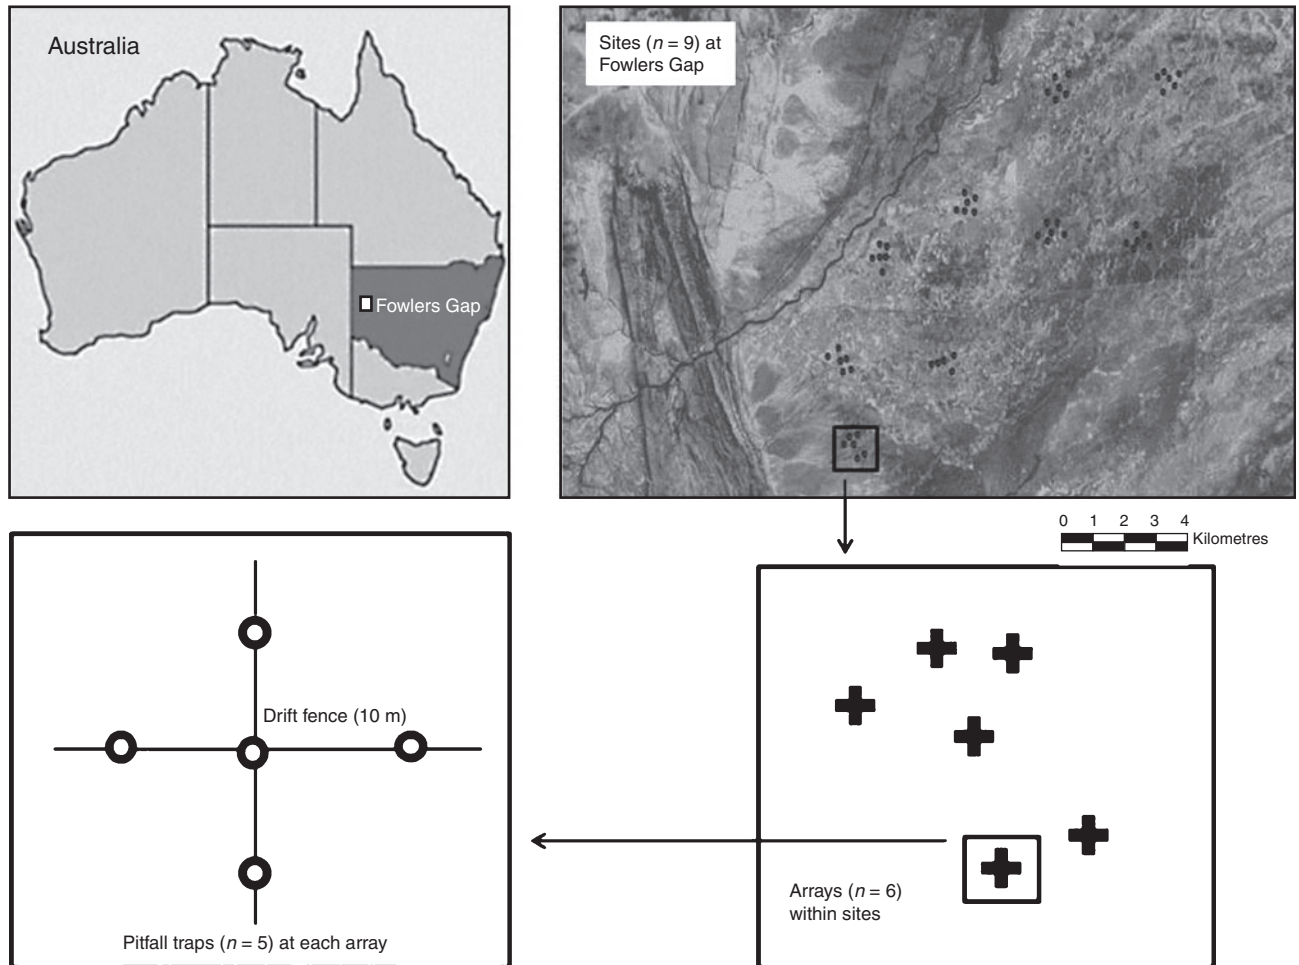 Australia
Fowlers Gap
Sites (n = 9) at
Fowlers Gap
0 1 2 3 4
Kilometres
Drift fence (10 m)
Pitfall traps (n = 5) at each array
Arrays (n = 6)
within sites